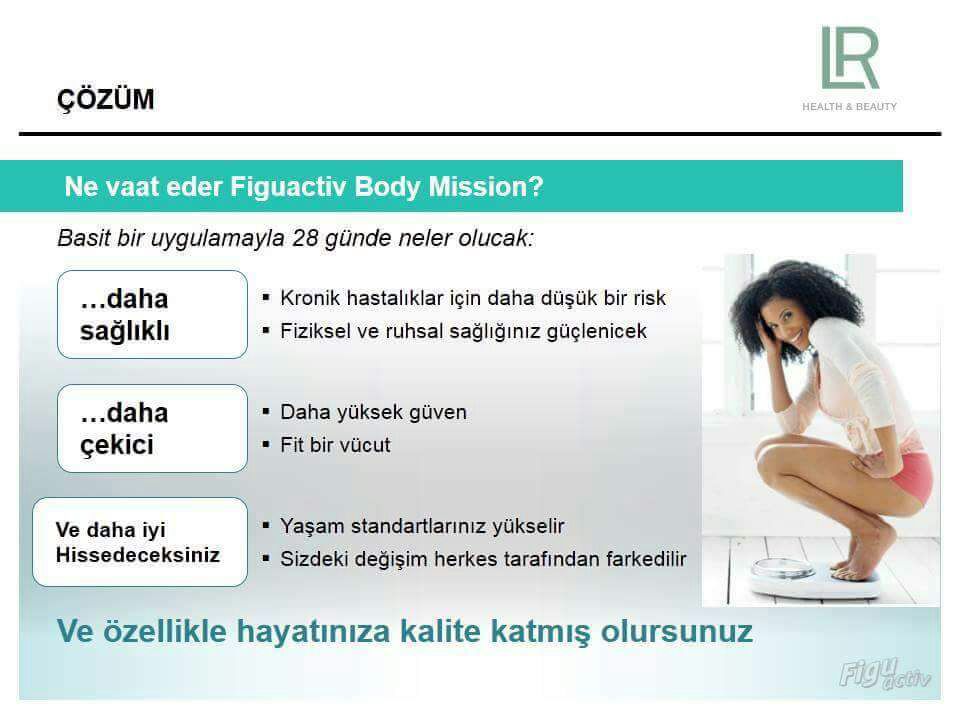 LR
HEALTH & BEAUTY
ÇÖZÜM
Ne vaat eder Figuactiv Body Mission?
Basit bir uygulamayla 28 günde neler olucak:
…daha
sağlıklı
▪ Kronik hastalıklar için daha düşük bir risk
▪ Fiziksel ve ruhsal sağlığınız güçlenicek
…daha
çekici
▪ Daha yüksek güven
▪ Fit bir vücut
Ve daha iyi
Hissedeceksiniz
▪ Yaşam standartlarınız yükselir
▪ Sizdeki değişim herkes tarafından farkedilir
Ve özellikle hayatınıza kalite katmış olursunuz
Figu
activ